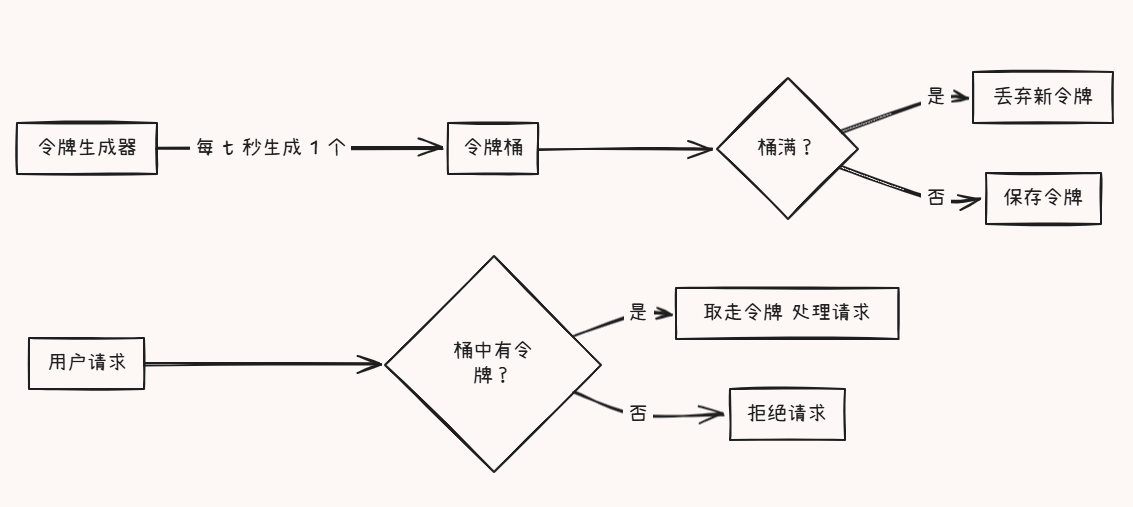 令牌生成器
每 t 秒生成 1 个
令牌桶
桶满？
是
丢弃新令牌
否
保存令牌
用户请求
桶中有令
牌？
是
取走令牌 处理请求
否
拒绝请求